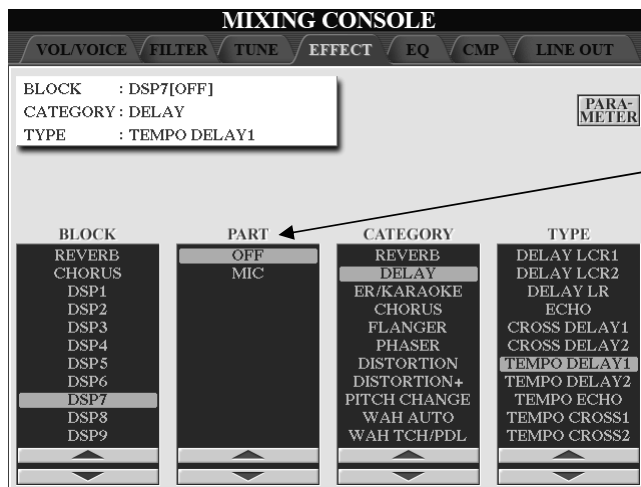 MIXING CONSOLE
VOL/VOICE FILTER TUNE EFFECT EQ CMP LINE OUT
BLOCK : DSP7[OFF]
CATEGORY : DELAY
TYPE : TEMPO DELAY1
PARA-
METER
BLOCK
REVERB
CHORUS
DSP1
DSP2
DSP3
DSP4
DSP5
DSP6
DSP7
DSP8
DSP9
PART
OFF
MIC
CATEGORY
REVERB
DELAY
ER/KARAOKE
CHORUS
FLANGER
PHASER
DISTORTION
DISTORTION+
PITCH CHANGE
WAH AUTO
WAH TCH/PDL
TYPE
DELAY LCR1
DELAY LCR2
DELAY LR
ECHO
CROSS DELAY1
CROSS DELAY2
TEMPO DELAY1
TEMPO DELAY2
TEMPO ECHO
TEMPO CROSS1
TEMPO CROSS2